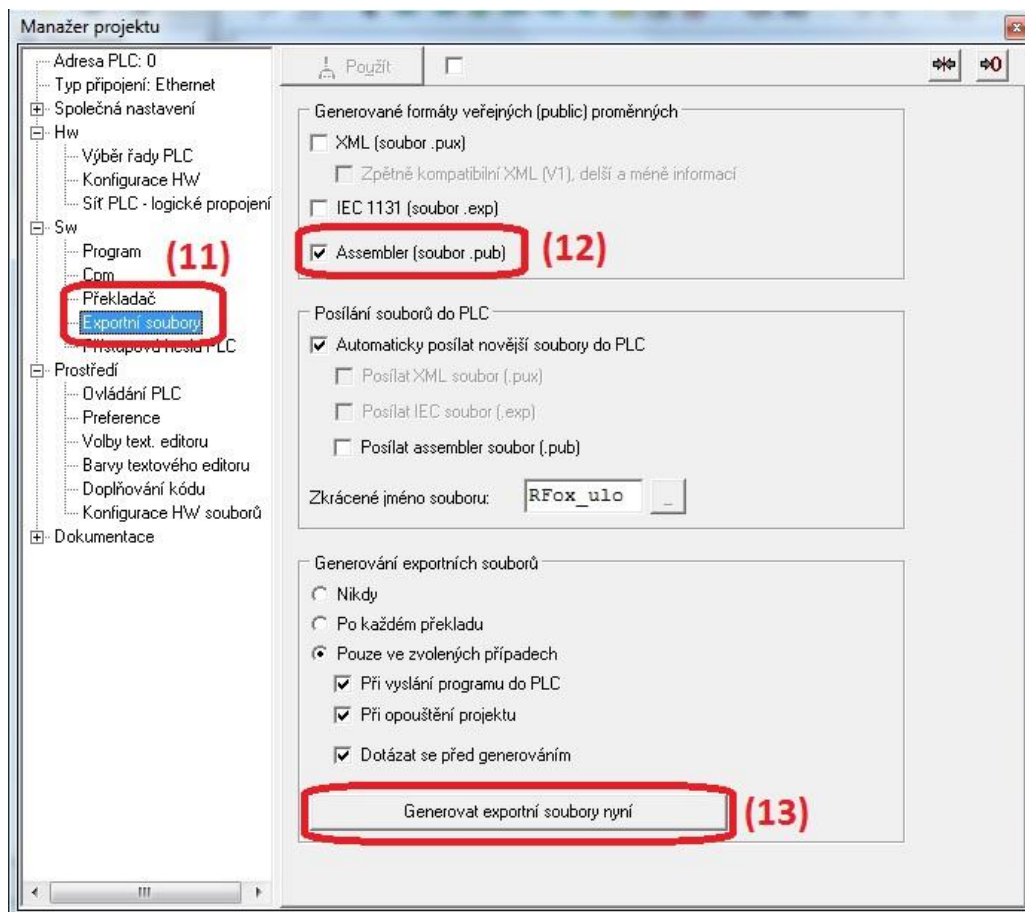 Manažer projektu
Adresa PLC: 0
Typ připojení: Ethernet
Společná nastavení
Hw
Výběr řady PLC
Konfigurace HW
Síť PLC - logické propojení
Sw
Program
(11)
Cpm
Překladač
Exportní soubory
Přístupová hesla PLC
Prostředí
Ovládání PLC
Preference
Volby text. editoru
Barvy textového editoru
Doplňování kódu
Konfigurace HW souborů
Dokumentace
Použít
Generované formáty veřejných (public) proměnných
XML (soubor .pux)
Zpětně kompatibilní XML (V1), delší a méně informací
IEC 1131 (soubor .exp)
Assembler (soubor .pub)
(12)
Posílání souborů do PLC
Automaticky posílat novější soubory do PLC
Posílat XML soubor (.pux)
Posílat IEC soubor (.exp)
Posílat assembler soubor (.pub)
Zkrácené jméno souboru: RFox_ulo _
Generování exportních souborů
Nikdy
Po každém překladu
Pouze ve zvolených případech
Při vyslání programu do PLC
Při opouštění projektu
Dotázat se před generováním
Generovat exportní soubory nyní
(13)